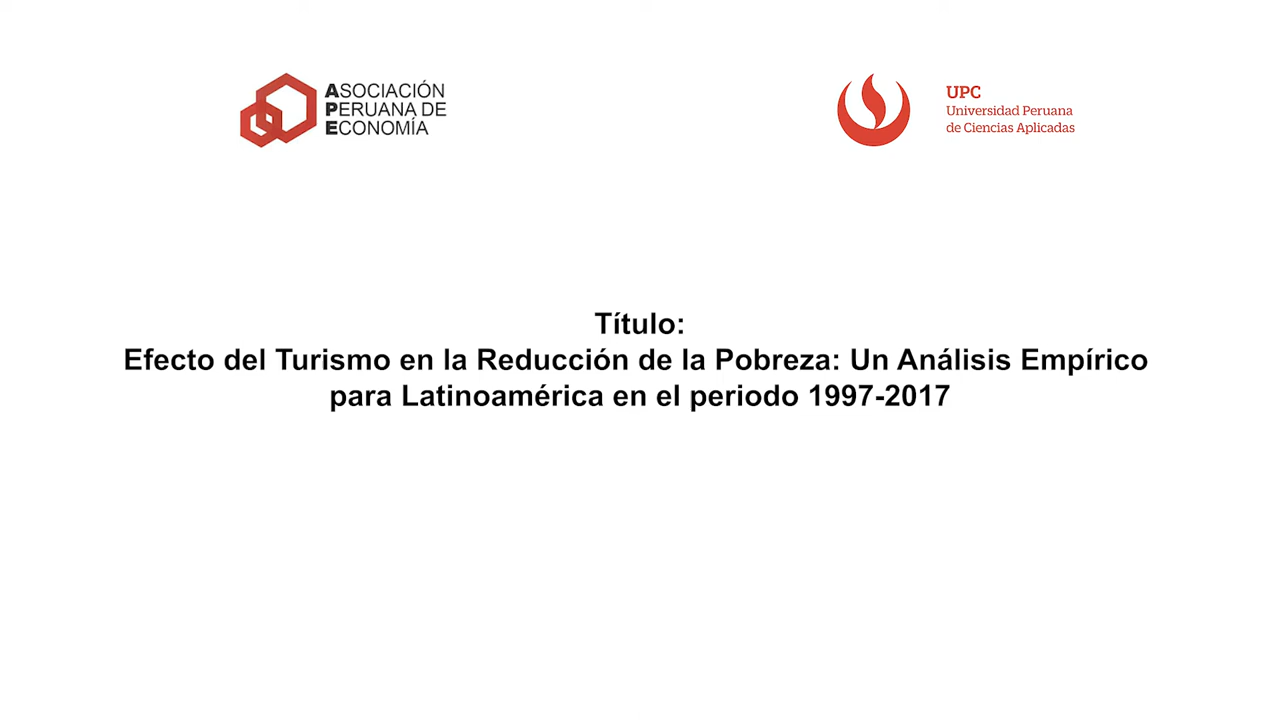 ASOCIACIÓN
PERUANA DE
ECONOMÍA
UPC
Universidad Peruana
de Ciencias Aplicadas
Título:
Efecto del Turismo en la Reducción de la Pobreza: Un Análisis Empírico
para Latinoamérica en el periodo 1997-2017